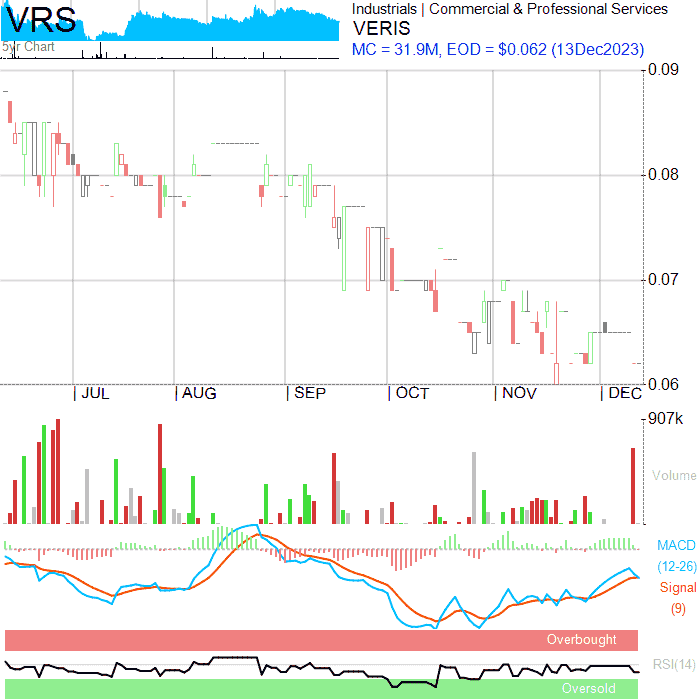 VRS
5yr Chart
Industrials | Commercial & Professional Services
VERIS
MC = 31.9M, EOD = $0.062 (13Dec2023)
0.09
0.08
0.07
0.06
JUL
AUG
SEP
OCT
NOV
DEC
907k
Volume
MACD
(12-26)
Signal
(9)
Overbought
RSI(14)
Oversold